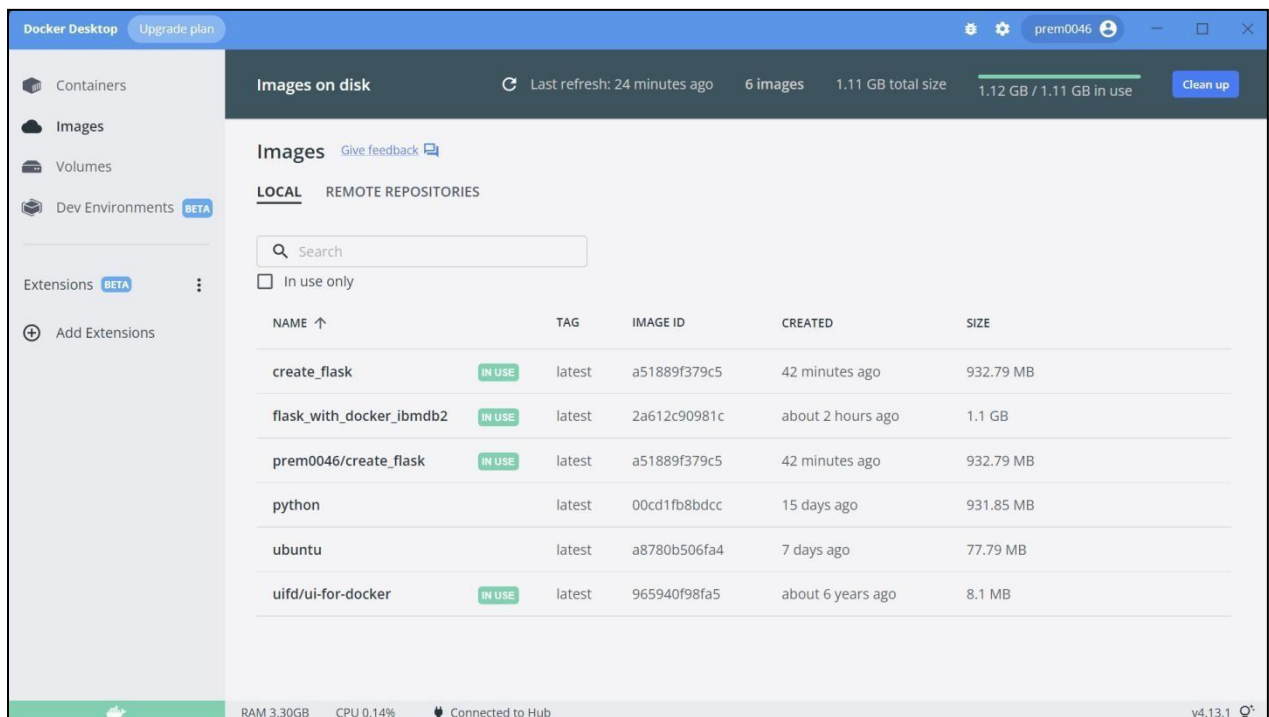 Docker Desktop Upgrade plan prem0046
Containers
Images
Volumes
Dev Environments BETA
Extensions BETA
Add Extensions
Images on disk Last refresh: 24 minutes ago 6 images 1.11 GB total size 1.12 GB / 1.11 GB in use Clean up
Images Give feedback
LOCAL REMOTE REPOSITORIES
Search
In use only
NAME TAG IMAGE ID CREATED SIZE
create_flask IN USE latest a51889f379c5 42 minutes ago 932.79 MB
flask_with_docker_ibmdb2 IN USE latest 2a612c90981c about 2 hours ago 1.1 GB
prem0046/create_flask IN USE latest a51889f379c5 42 minutes ago 932.79 MB
python latest 00cd1fb8bdcc 15 days ago 931.85 MB
ubuntu latest a8780b506fa4 7 days ago 77.79 MB
uifd/ui-for-docker IN USE latest 965940f98fa5 about 6 years ago 8.1 MB
RAM 3.30GB CPU 0.14% Connected to Hub v4.13.1